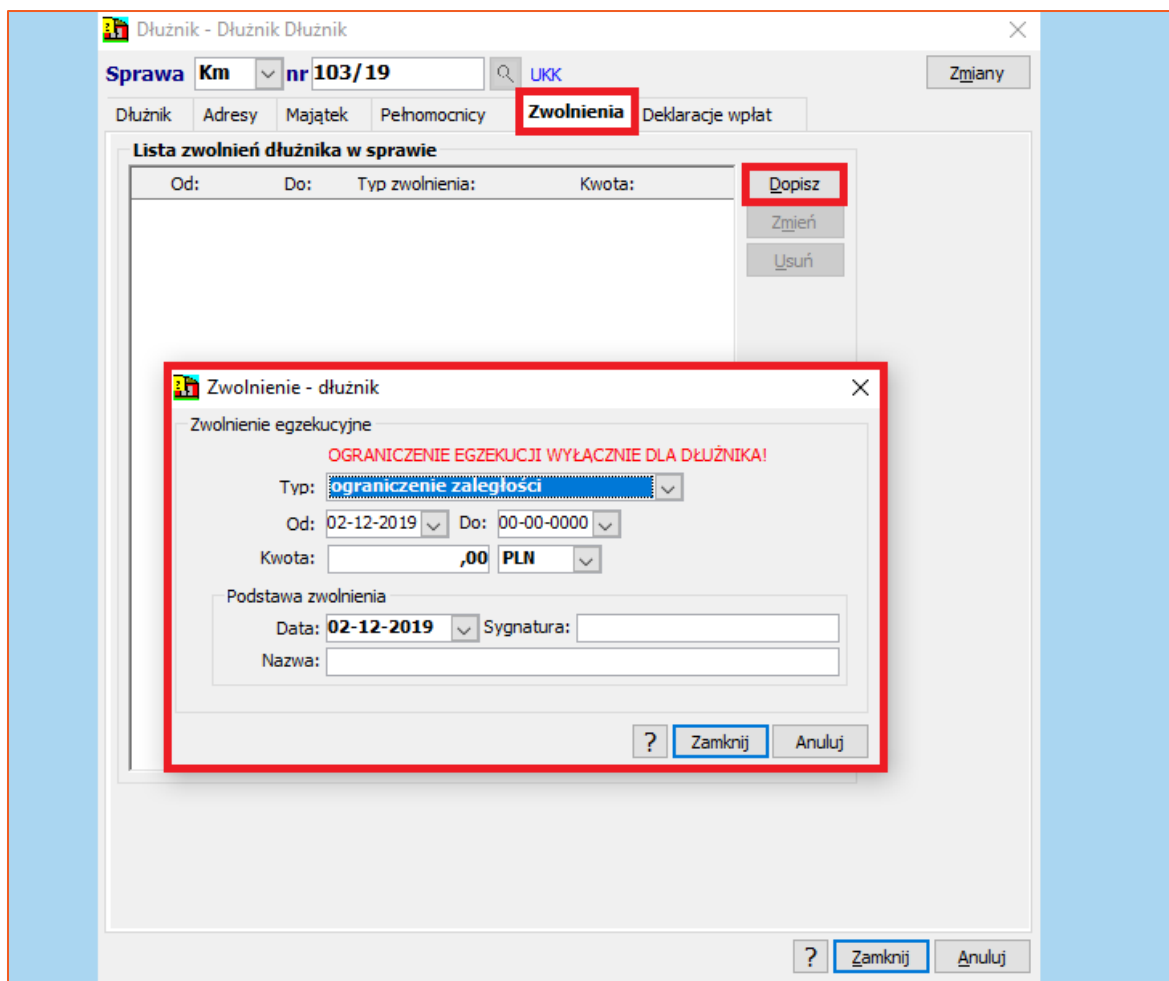 Dłużnik - Dłużnik Dłużnik
Sprawa Km nr 103/19 UKK Zmiany
Dłużnik Adresy Majątek Pełnomocnicy Zwolnienia Deklaracje wpłat
Lista zwolnień dłużnika w sprawie
Od: Do: Typ zwolnienia: Kwota: Dopisz
Zmień
Usuń
Zwolnienie - dłużnik
Zwolnienie egzekucyjne
OGRANICZENIE EGZEKUCJI WYŁĄCZNIE DLA DŁUŻNIKA!
Typ: ograniczenie zaległości
Od: 02-12-2019 Do: 00-00-0000
Kwota: ,00 PLN
Podstawa zwolnienia
Data: 02-12-2019 Sygnatura:
Nazwa:
? Zamknij Anuluj
? Zamknij Anuluj